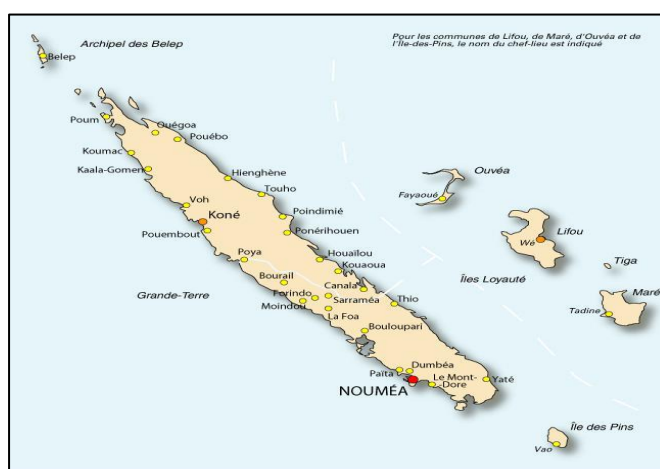 Archipel des Belep
Pour les communes de Lifou, de Maré, d'Ouvéa et de
l'Île-des-Pins, le nom du chef-lieu est indiqué
Belep
Poum
Ouégoa
Pouébo
Koumac
Kaala-Gomen
Hienghène
Touho
Ouvéa
Fayaoué
Voh
Koné
Poindimié
Ponérihouen
Pouembout
Lifou
Wé
Poya
Houaïlou
Kouaoua
Tiga
Îles Loyauté
Bourail
Grande-Terre
Canala
Forindo
Sarraméa
Thio
Maré
Moindou
La Foa
Tadine
Bouloupari
Dumbéa
Païta
Le Mont-
-Dore
Yaté
NOUMÉA
Île des Pins
Vao